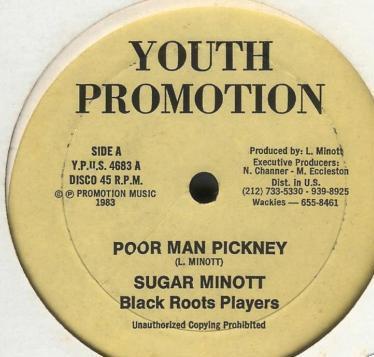 YOUTH
PROMOTION
SIDE A
Y.P.U.S. 4683 A
DISCO 45 R.P.M.
© ℗ PROMOTION MUSIC
1983
Produced by: L. Minott
Executive Producers:
N. Channer - M. Eccleston
Dist. in U.S.
(212) 733-5330 - 939-8925
Wackies — 655-8461
POOR MAN PICKNEY
(L. MINOTT)
SUGAR MINOTT
Black Roots Players
Unauthorized Copying Prohibited